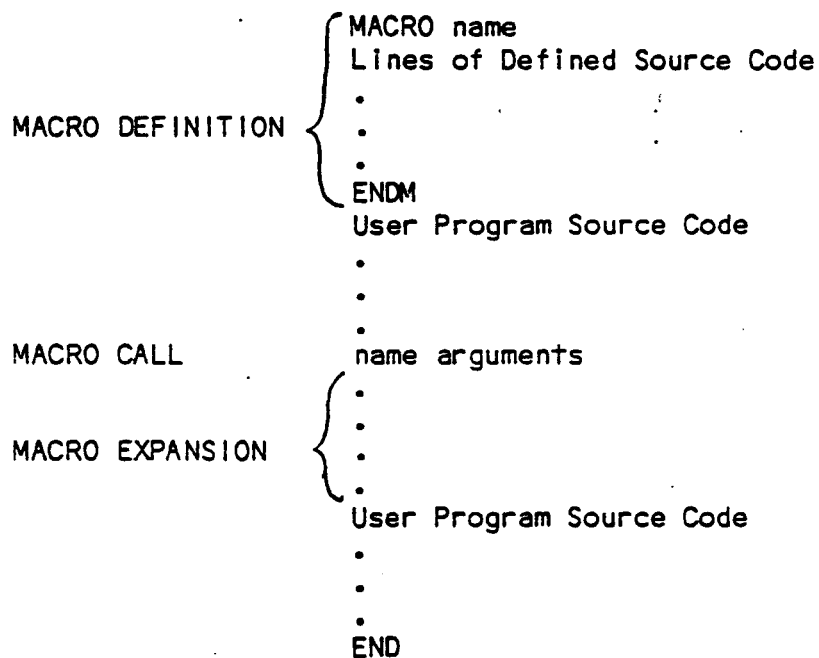 MACRO name
Lines of Defined Source Code
.
MACRO DEFINITION .
.
ENDM
User Program Source Code
.
.
.
MACRO CALL name arguments
.
.
MACRO EXPANSION .
.
User Program Source Code
.
.
.
END